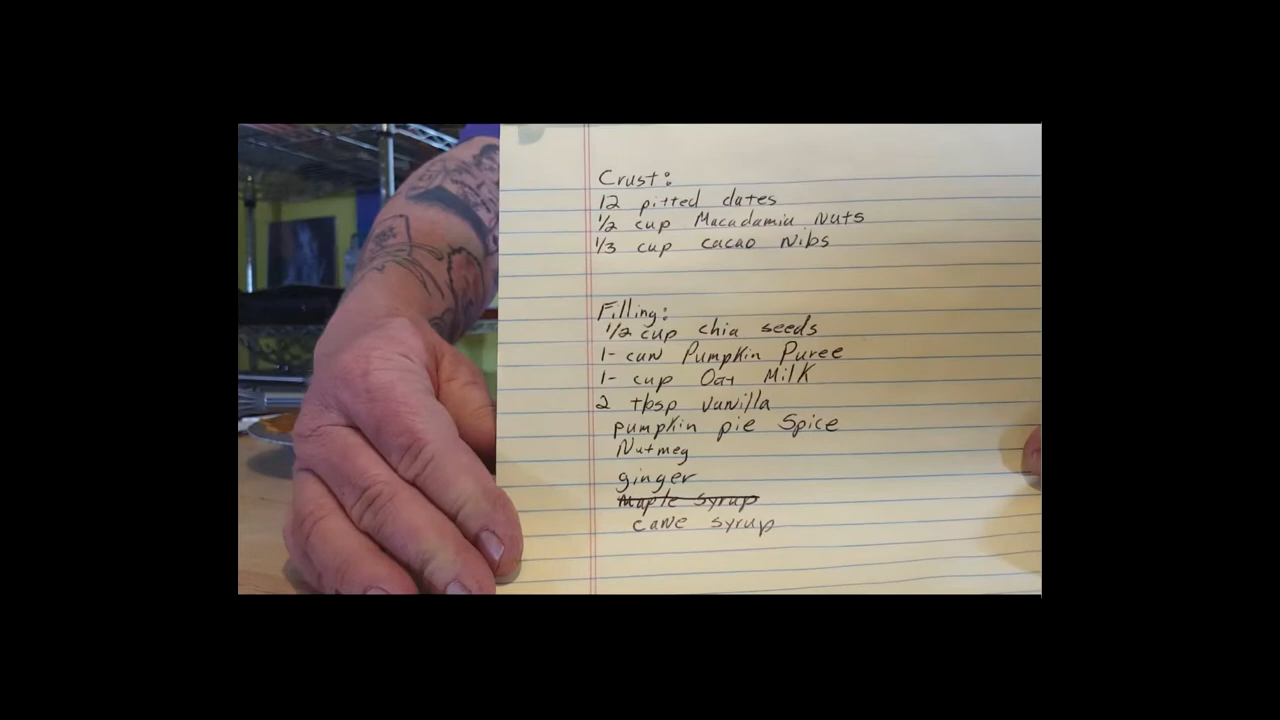 Crust:
12 pitted dates
1/2 cup Macadamia Nuts
1/3 cup cacao Nibs
Filling:
1/2 cup chia seeds
1- can Pumpkin Puree
1- cup Oat Milk
2 tbsp vanilla
pumpkin pie Spice
Nutmeg
ginger
Maple Syrup
cane syrup